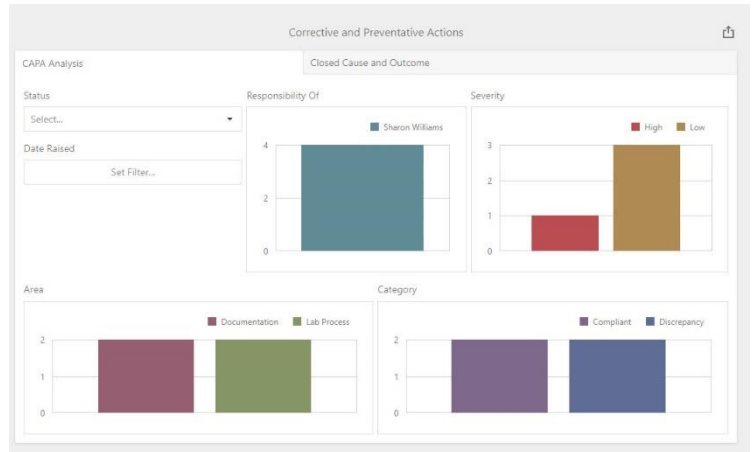 Corrective and Preventative Actions
CAPA Analysis
Closed Cause and Outcome
Status
Select...
Date Raised
Set Filter...
Responsibility Of
Sharon Williams
4
2
0
Severity
High Low
3
2
1
0
Area
Documentation Lab Process
2
1
0
Category
Compliant Discrepancy
2
1
0